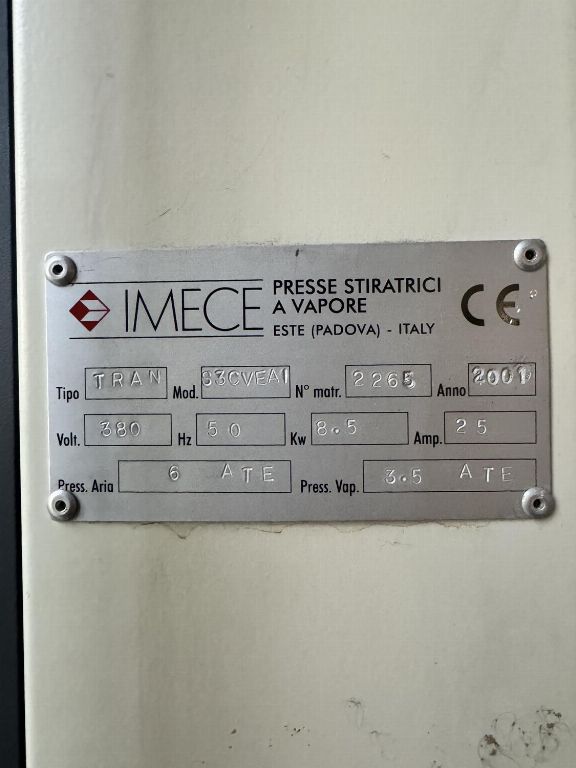 IMECE
PRESSE STIRATRICI
A VAPORE
ESTE (PADOVA) - ITALY
CE
Tipo TRAN Mod. S3CVEA1 N° matr. 2265 Anno 2001
Volt. 380 Hz 50 Kw 8.5 Amp. 25
Press. Aria 6 ATE Press. Vap. 3.5 ATE